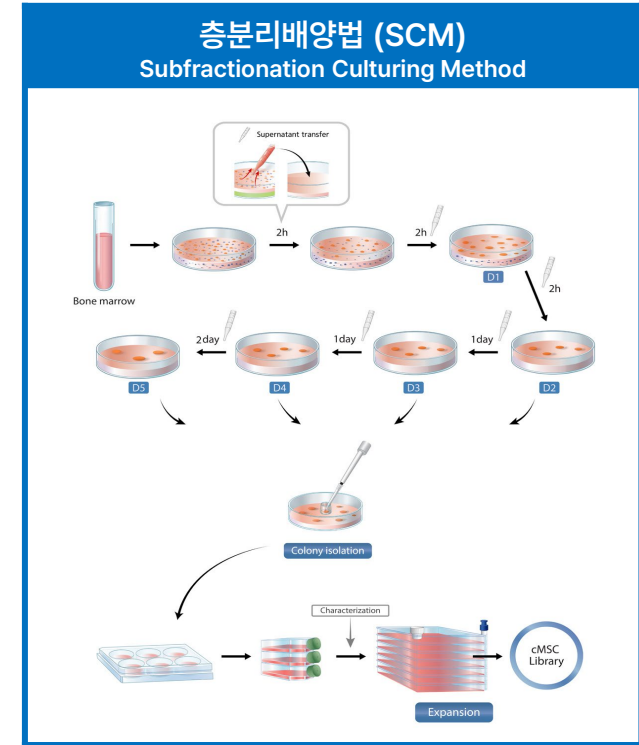 층분리배양법 (SCM)
Subfractionation Culturing Method
Supernatant transfer
2h
2h
Bone marrow
D1
2h
2day
1day
1day
D5
D4
D3
D2
Colony isolation
Characterization
cMSC
Library
Expansion